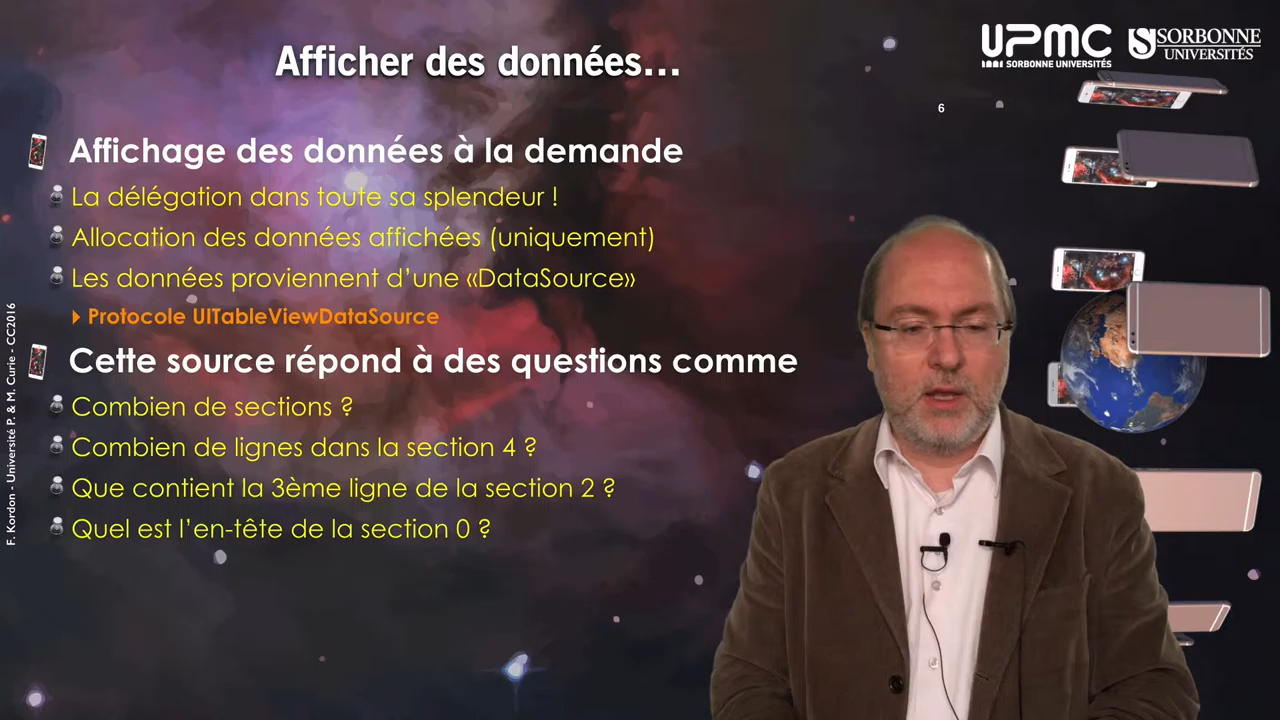 Afficher des données…
UPMC
SORBONNE UNIVERSITÉS
SORBONNE
UNIVERSITÉS
6
Affichage des données à la demande
La délégation dans toute sa splendeur !
Allocation des données affichées (uniquement)
Les données proviennent d’une «DataSource»
Protocole UITableViewDataSource
Cette source répond à des questions comme
Combien de sections ?
Combien de lignes dans la section 4 ?
Que contient la 3ème ligne de la section 2 ?
Quel est l’en-tête de la section 0 ?
F. Kordon - Université P. & M. Curie - CC2016